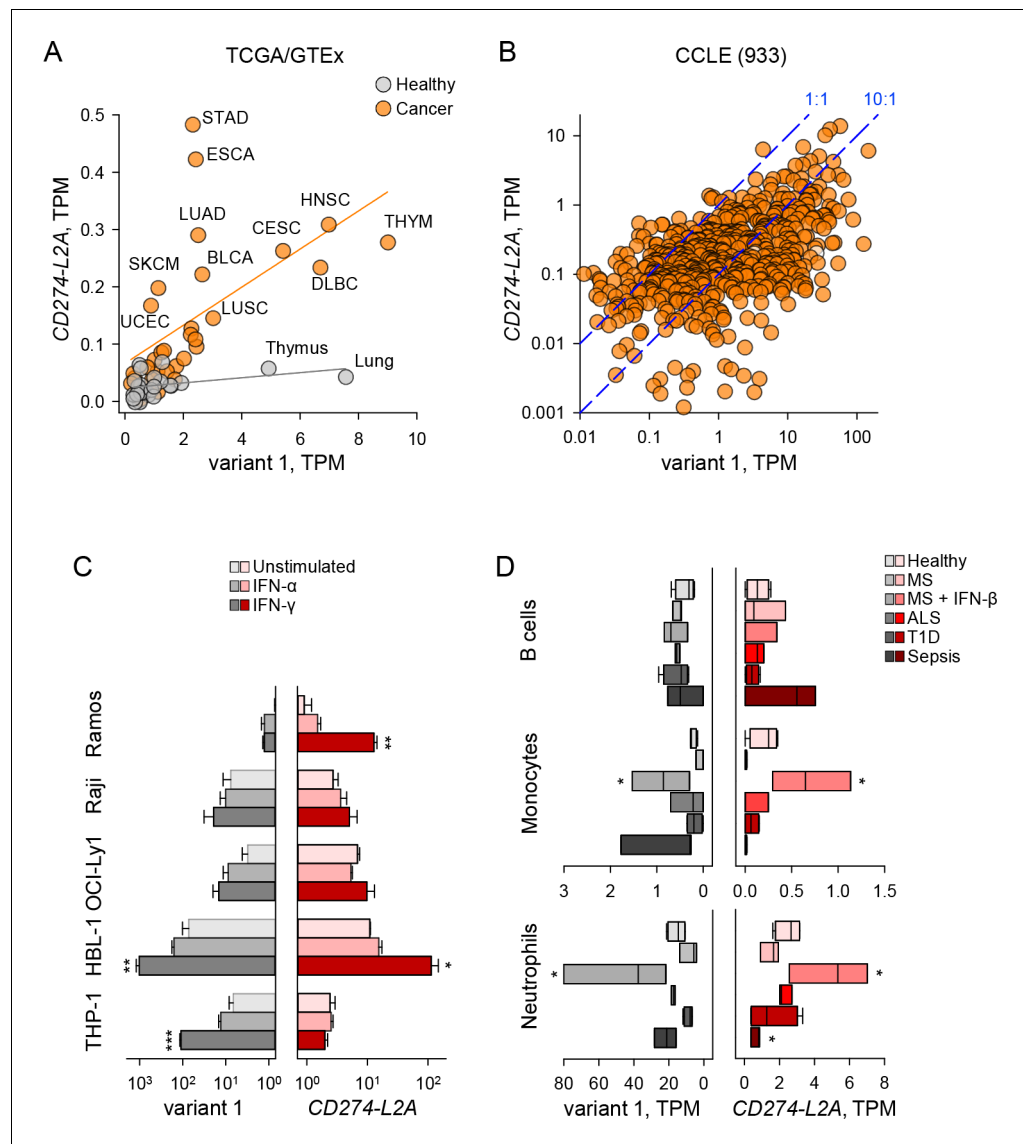 A
TCGA/GTEx
Healthy
Cancer
CD274-L2A, TPM
0.5
0.4
0.3
0.2
0.1
0.0
STAD
ESCA
LUAD
HNSC
CESC
THYM
BLCA
DLBC
SKCM
LUSC
UCEC
Thymus
Lung
0 2 4 6 8 10
variant 1, TPM
B
CCLE (933)
1:1 10:1
CD274-L2A, TPM
10
1
0.1
0.01
0.001
0.01 0.1 1 10 100
variant 1, TPM
C
Unstimulated
IFN-α
IFN-γ
Ramos
**
Raji
OCI-Ly1
HBL-1
** *
THP-1
***
10³ 10² 10¹ 10⁰ 10⁰ 10¹ 10²
variant 1 CD274-L2A
D
Healthy
MS
MS + IFN-β
ALS
T1D
Sepsis
B cells
Monocytes
* *
3 2 1 0 0.0 0.5 1.0 1.5
Neutrophils
* *
*
80 60 40 20 0 0 2 4 6 8
variant 1, TPM CD274-L2A, TPM